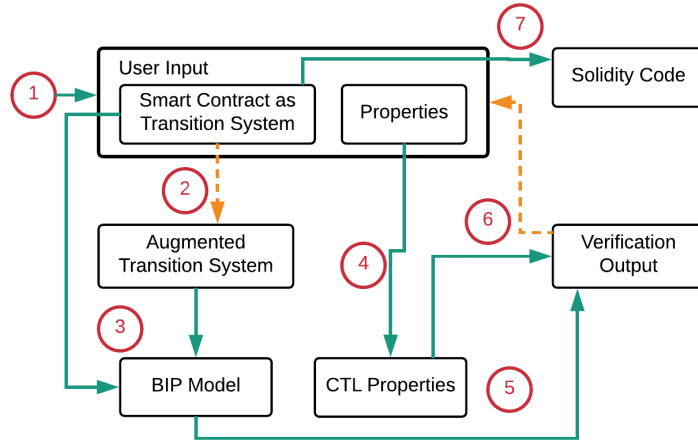 7
User Input
Solidity Code
1
Smart Contract as
Transition System
Properties
2
6
Augmented
Transition System
4
Verification
Output
3
BIP Model
CTL Properties
5